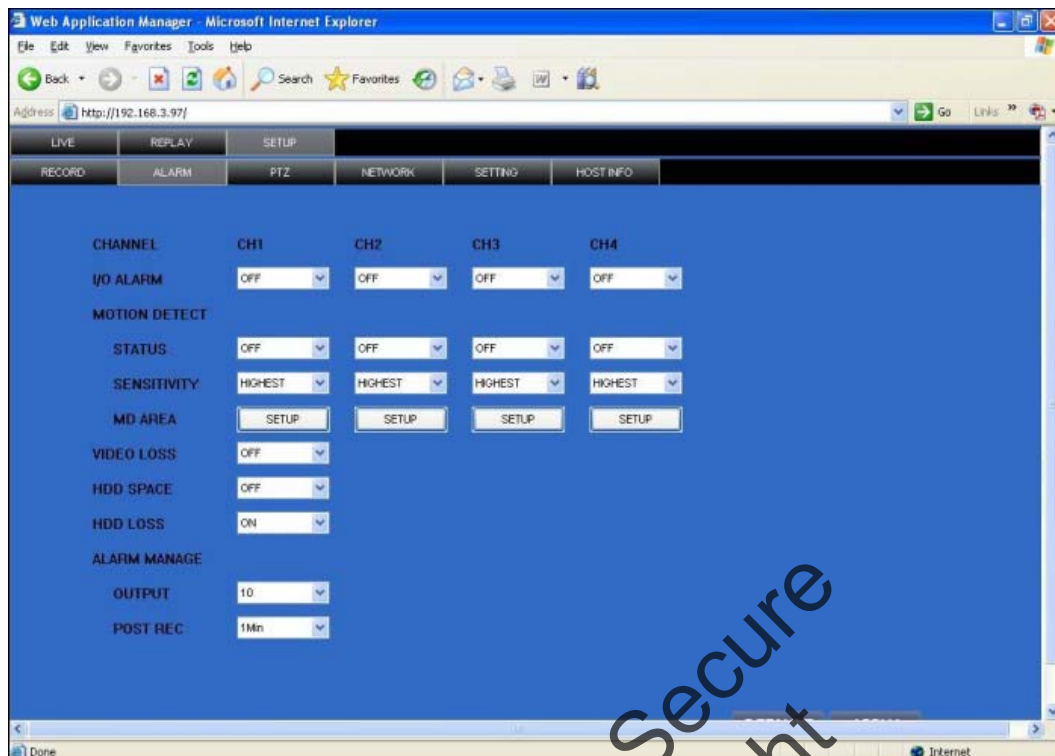 Web Application Manager - Microsoft Internet Explorer
File Edit View Favorites Tools Help
Back Search Favorites
Address http://192.168.3.97/ Go Links »
LIVE REPLAY SETUP
RECORD ALARM PTZ NETWORK SETTING HOST INFO
CHANNEL CH1 CH2 CH3 CH4
I/O ALARM OFF OFF OFF OFF
MOTION DETECT
STATUS OFF OFF OFF OFF
SENSITIVITY HIGHEST HIGHEST HIGHEST HIGHEST
MD AREA SETUP SETUP SETUP SETUP
VIDEO LOSS OFF
HDD SPACE OFF
HDD LOSS ON
ALARM MANAGE
OUTPUT 10
POST REC 1Min
Secure
Done Internet